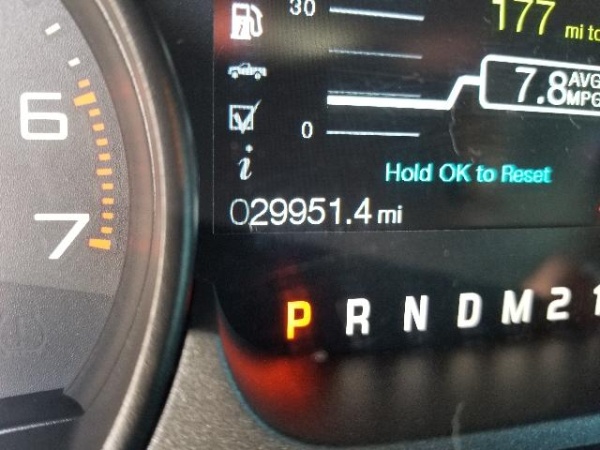 30
177 mi to
6
7.8 AVG MPG
0
Hold OK to Reset
7
029951.4 mi
P R N D M 2 1